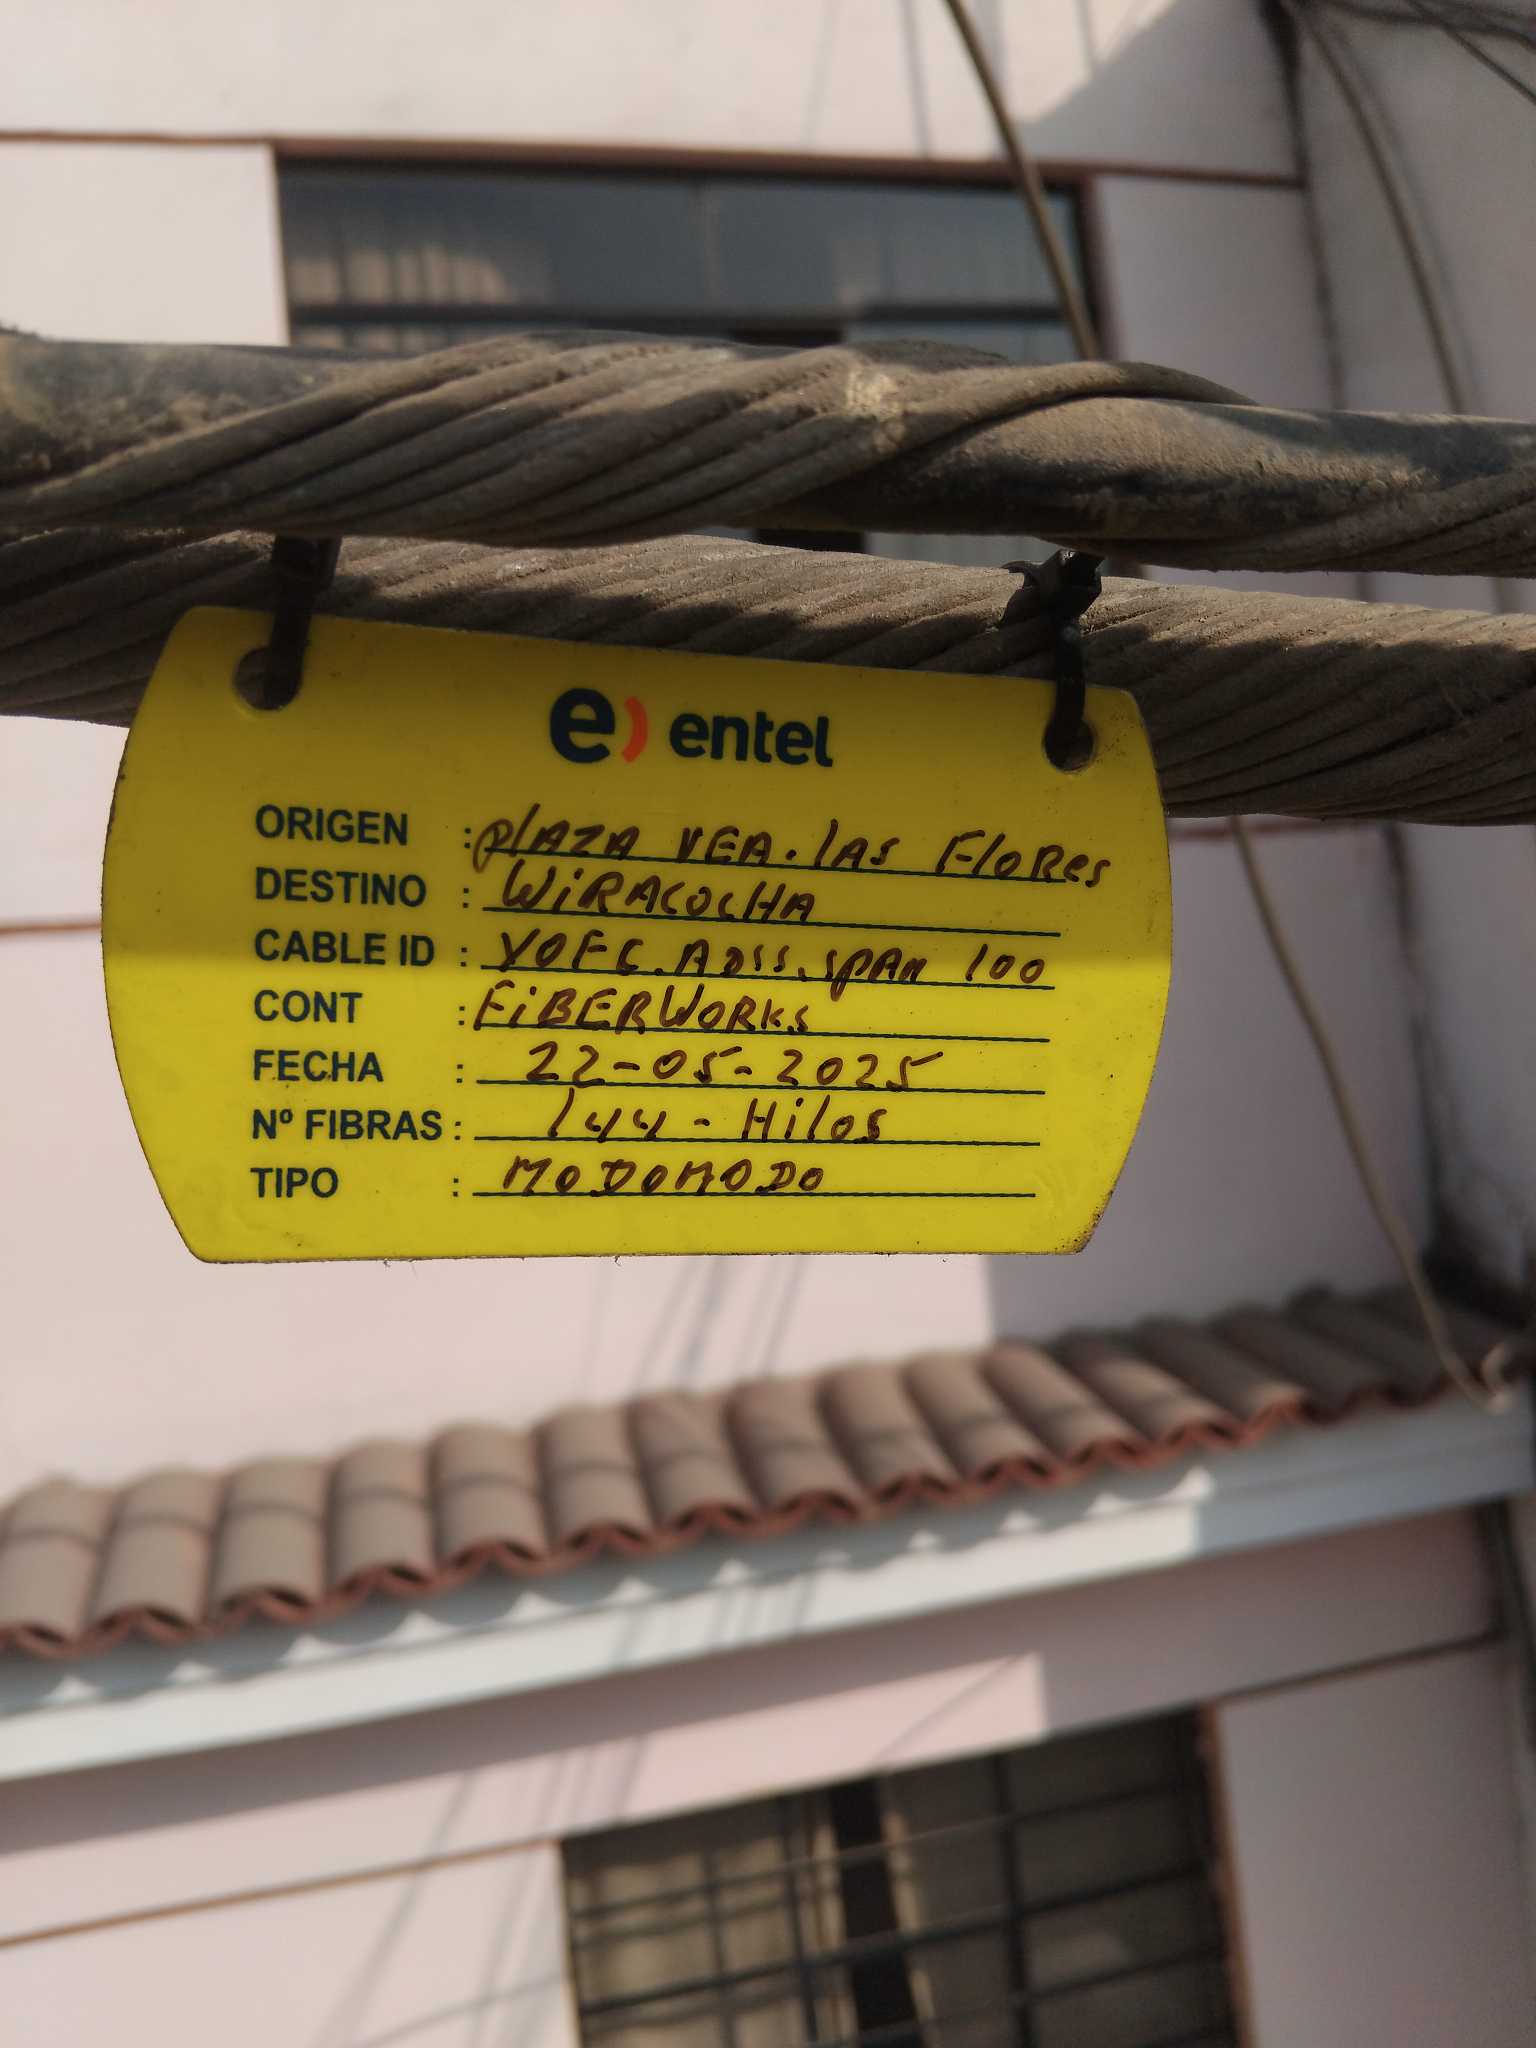 e) entel
ORIGEN : PlAZA VEA. lAS FloRes
DESTINO : WiRACOCHA
CABLE ID : YOFC.ADSS.SPAN 100
CONT : FiBERWORKS
FECHA : 22-05-2025
Nº FIBRAS : 144 - Hilos
TIPO : MODOMODO